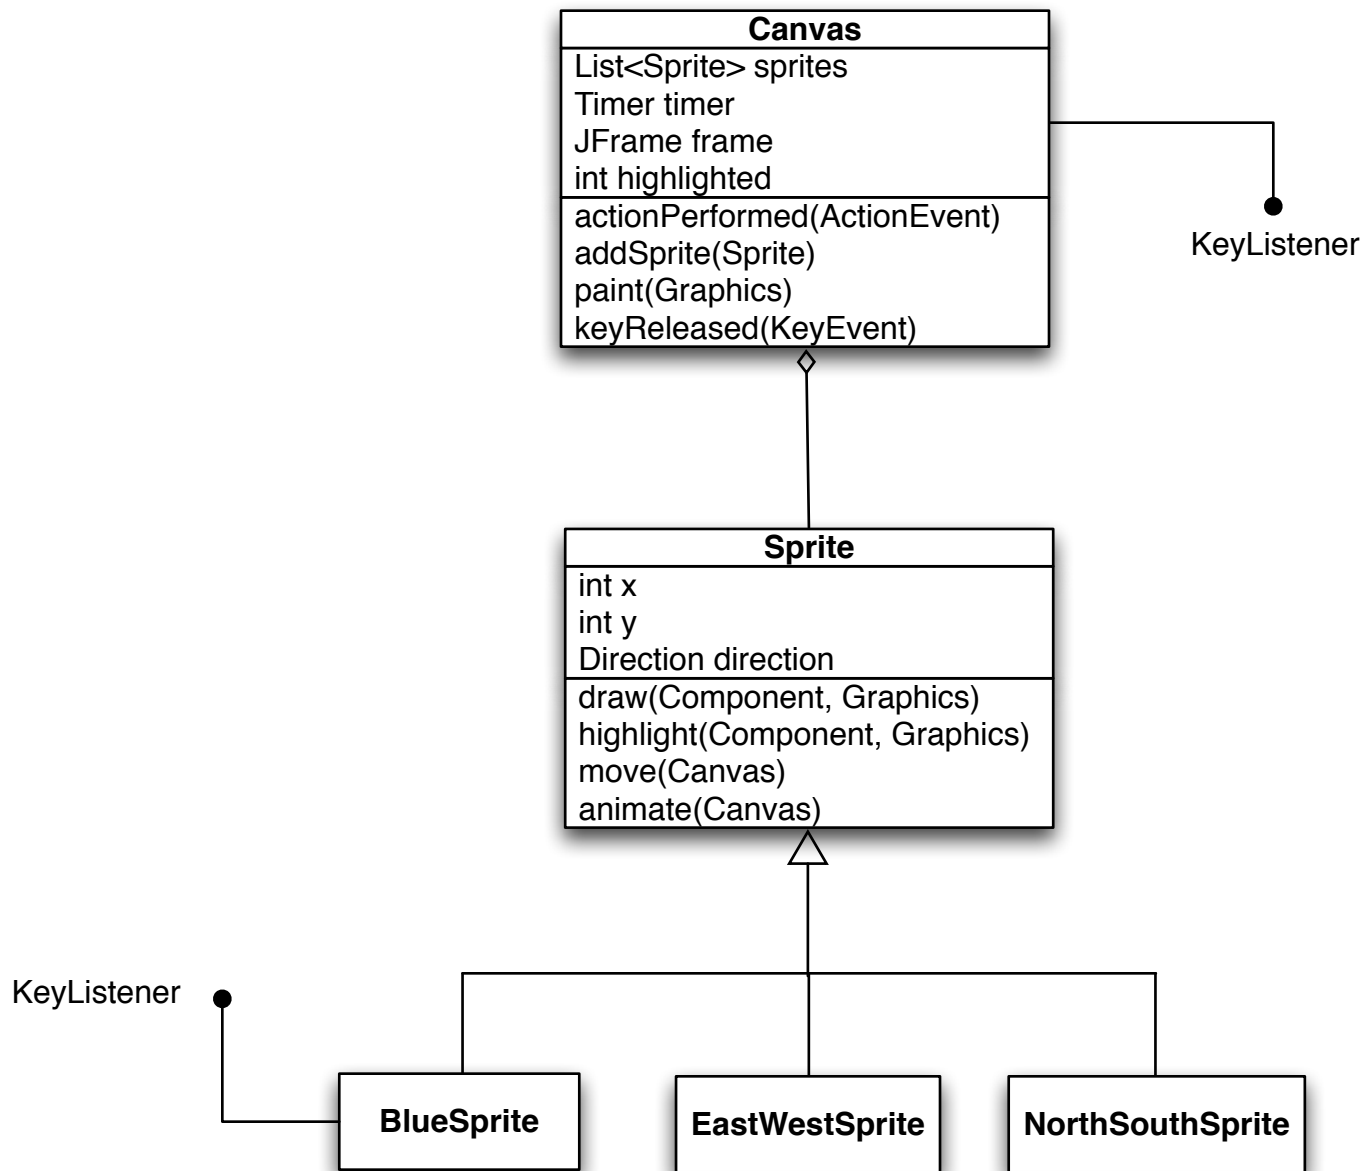 Canvas
List<Sprite> sprites
Timer timer
JFrame frame
int highlighted
actionPerformed(ActionEvent)
addSprite(Sprite)
paint(Graphics)
keyReleased(KeyEvent)
KeyListener
Sprite
int x
int y
Direction direction
draw(Component, Graphics)
highlight(Component, Graphics)
move(Canvas)
animate(Canvas)
KeyListener
BlueSprite
EastWestSprite
NorthSouthSprite